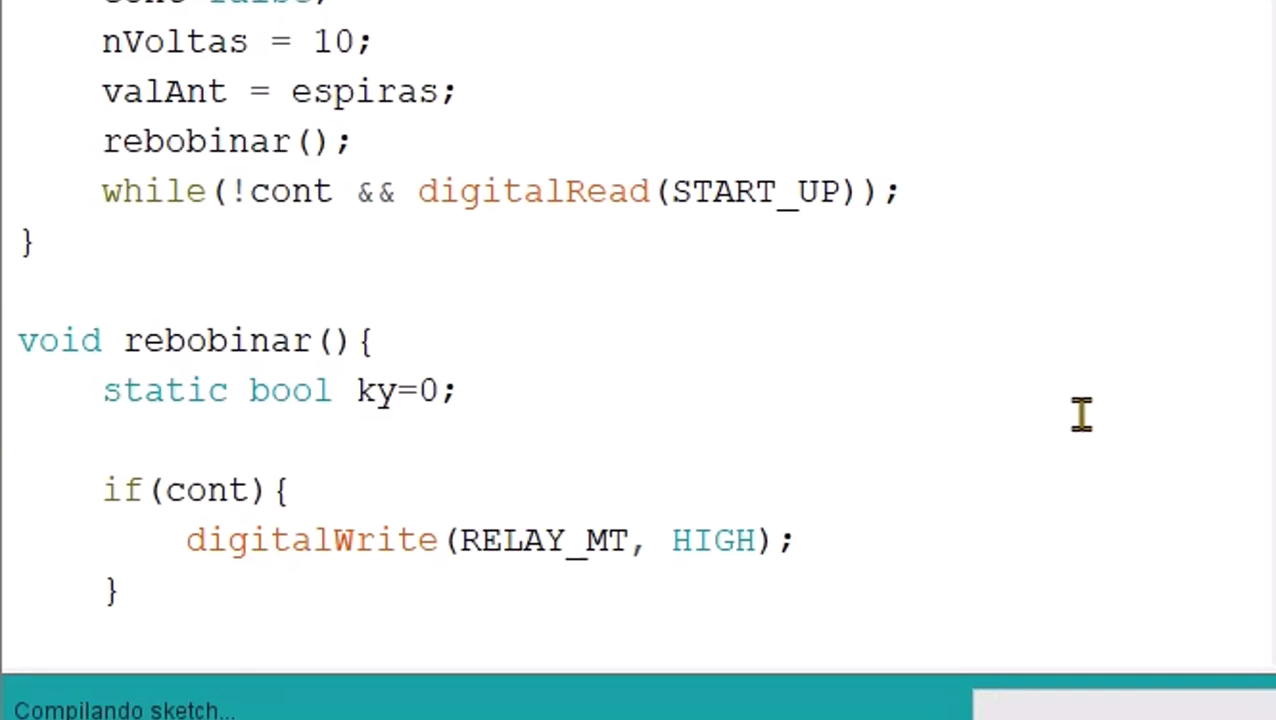 nVoltas = 10;
valAnt = espiras;
rebobinar();
while(!cont && digitalRead(START_UP));
}
void rebobinar(){
static bool ky=0;
if(cont){
digitalWrite(RELAY_MT, HIGH);
}
Compilando sketch...